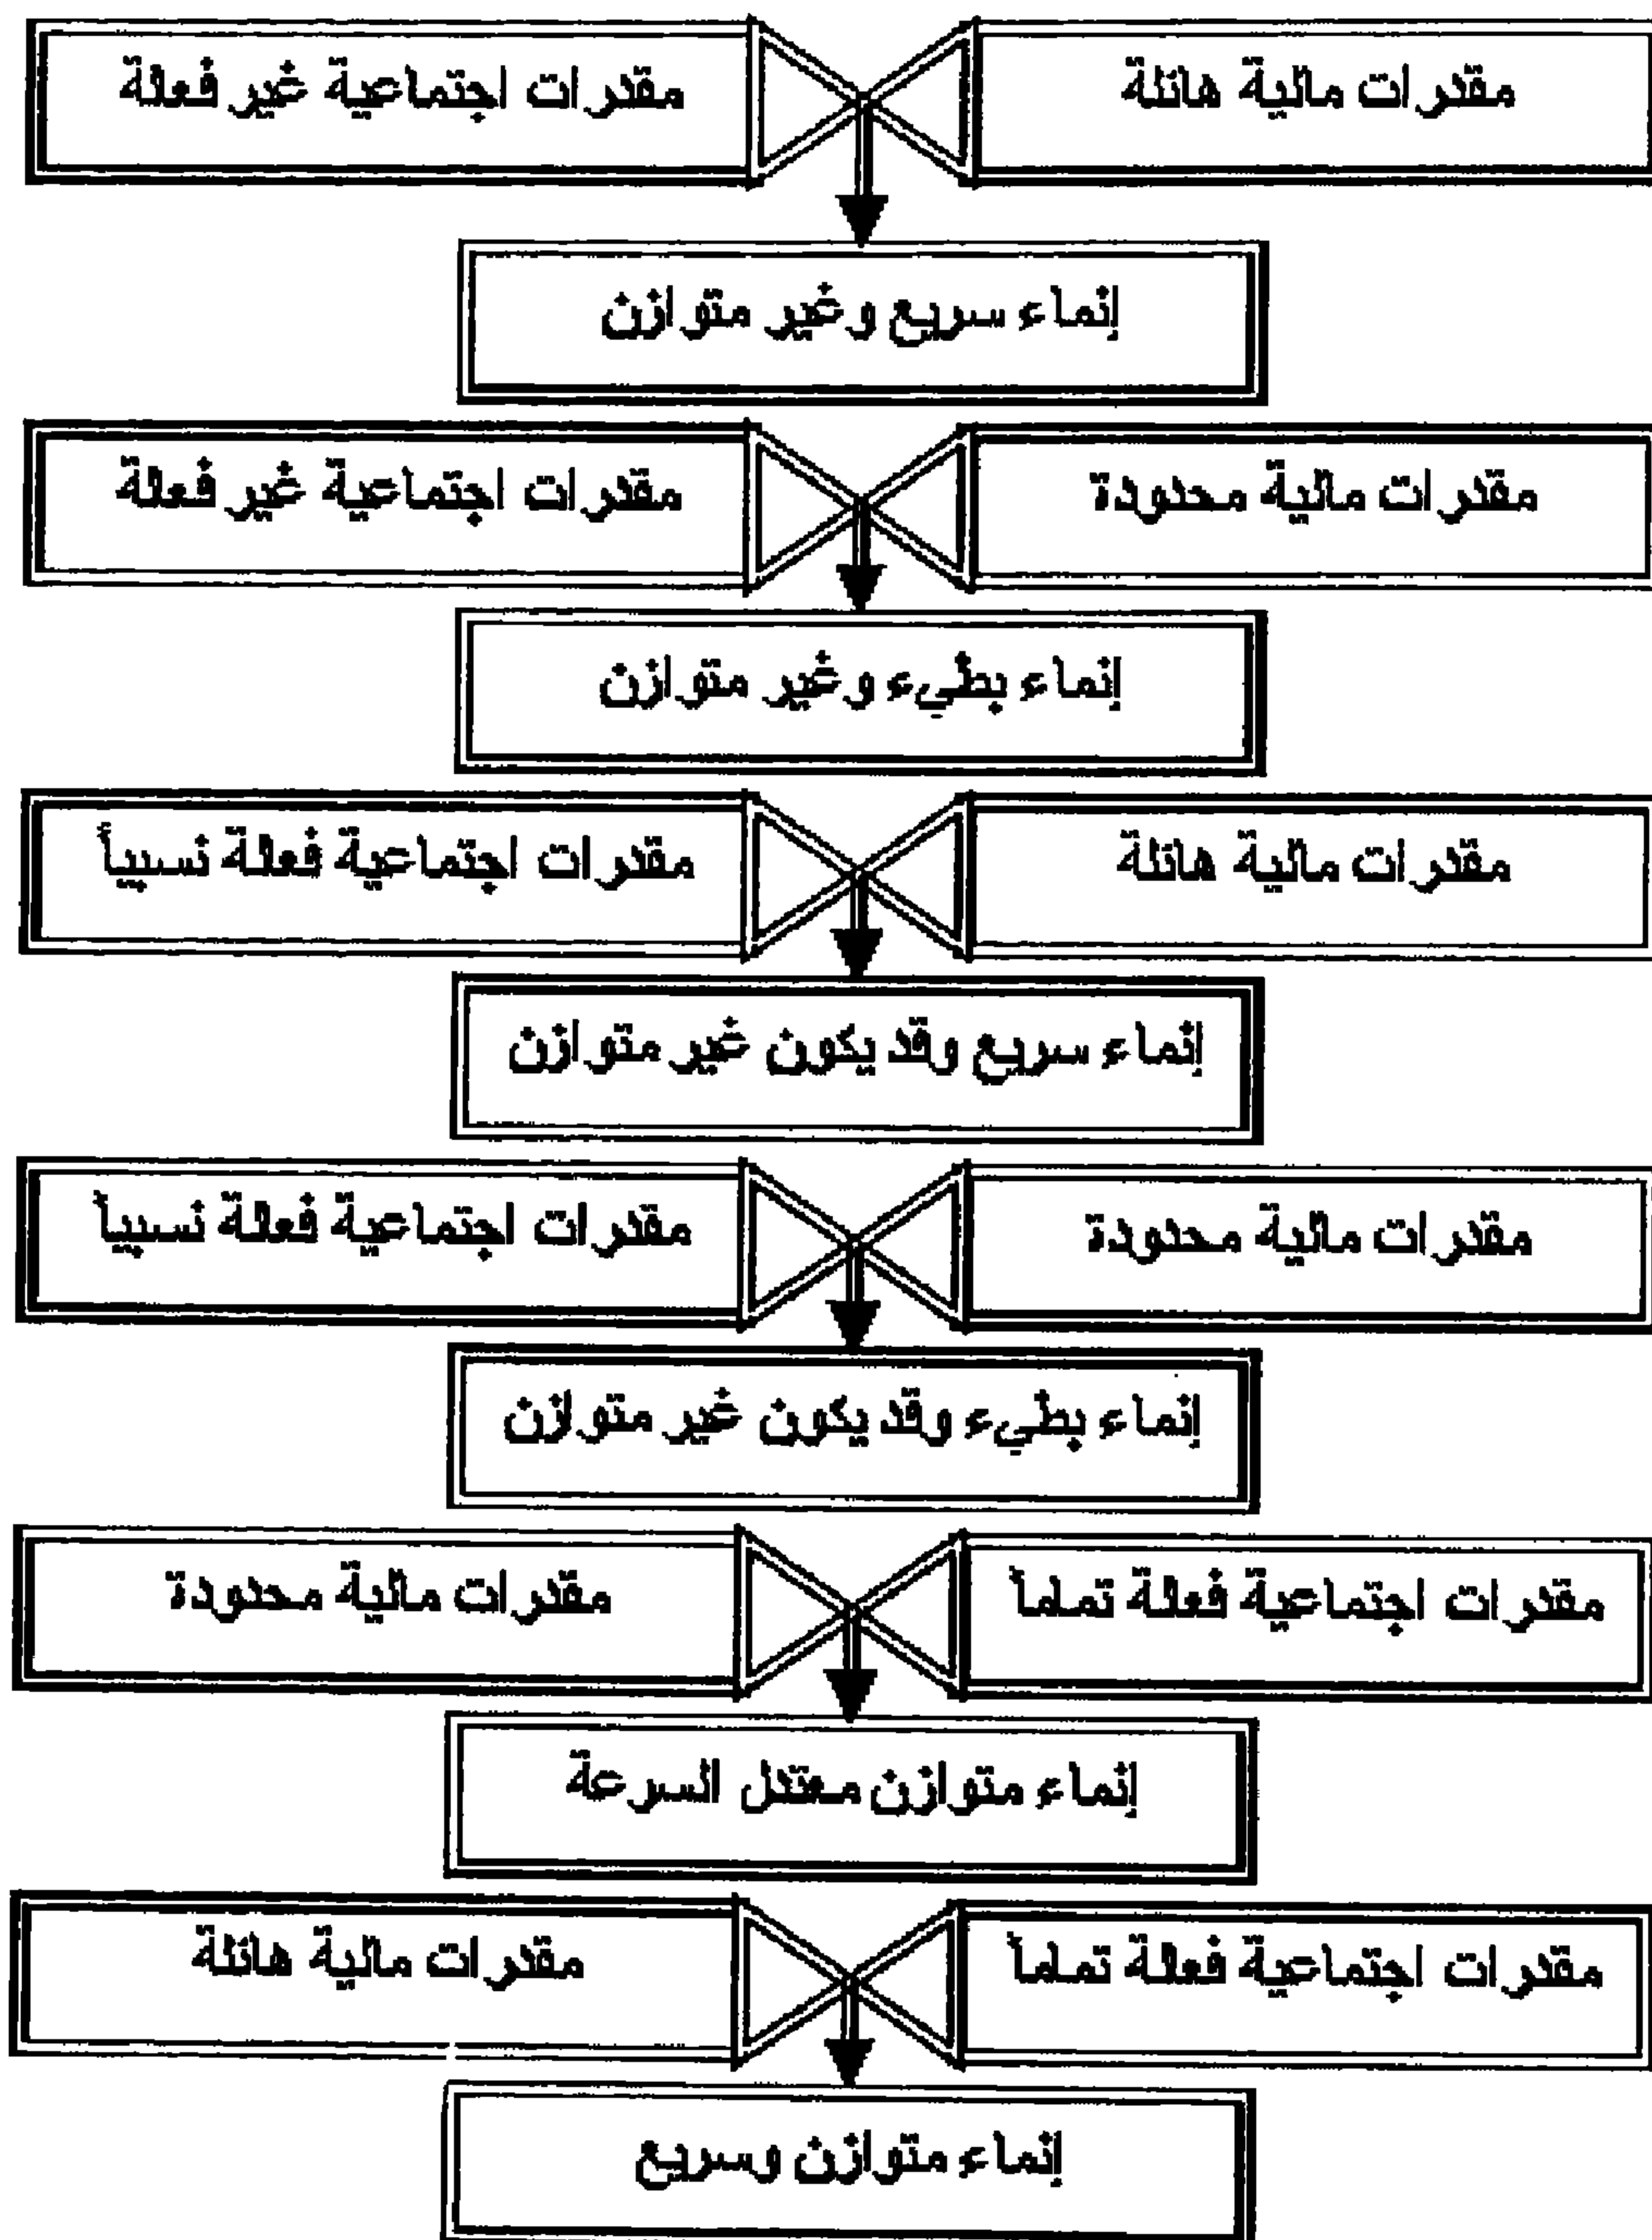 مقدرات مالية هائلة
مقدرات اجتماعية غير فعالة
إنماء سريع وغير متوازن
مقدرات مالية محدودة
مقدرات اجتماعية غير فعالة
إنماء بطيء وغير متوازن
مقدرات مالية هائلة
مقدرات اجتماعية فعالة نسبياً
إنماء سريع وقد يكون غير متوازن
مقدرات مالية محدودة
مقدرات اجتماعية فعالة نسبياً
إنماء بطيء وقد يكون غير متوازن
مقدرات اجتماعية فعالة تماماً
مقدرات مالية محدودة
إنماء متوازن معتدل السرعة
مقدرات اجتماعية فعالة تماماً
مقدرات مالية هائلة
إنماء متوازن وسريع